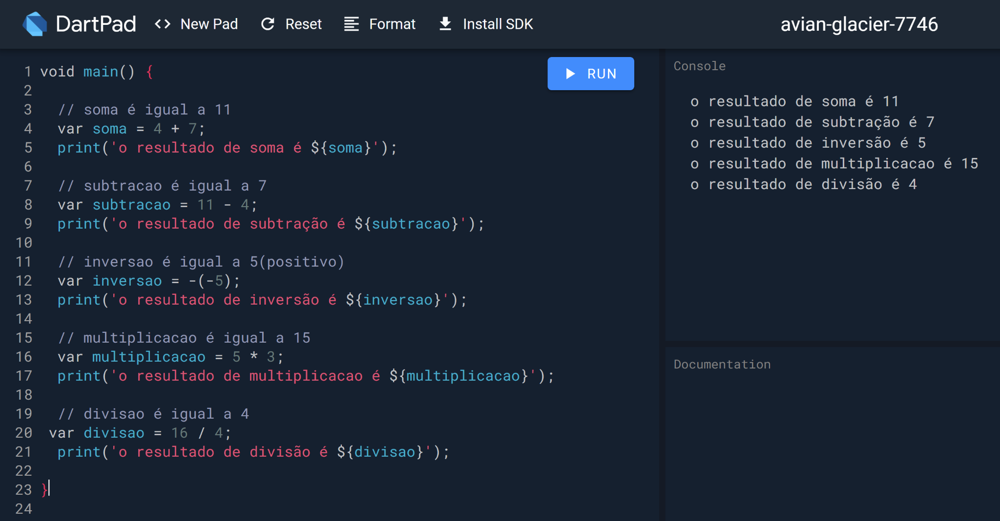 DartPad <> New Pad Reset Format Install SDK avian-glacier-7746
1 void main() {
2
3 // soma é igual a 11
4 var soma = 4 + 7;
5 print('o resultado de soma é ${soma}');
6
7 // subtracao é igual a 7
8 var subtracao = 11 - 4;
9 print('o resultado de subtração é ${subtracao}');
10
11 // inversao é igual a 5(positivo)
12 var inversao = -(-5);
13 print('o resultado de inversão é ${inversao}');
14
15 // multiplicacao é igual a 15
16 var multiplicacao = 5 * 3;
17 print('o resultado de multiplicacao é ${multiplicacao}');
18
19 // divisao é igual a 4
20 var divisao = 16 / 4;
21 print('o resultado de divisão é ${divisao}');
22
23 }
24
RUN
Console
o resultado de soma é 11
o resultado de subtração é 7
o resultado de inversão é 5
o resultado de multiplicacao é 15
o resultado de divisão é 4
Documentation